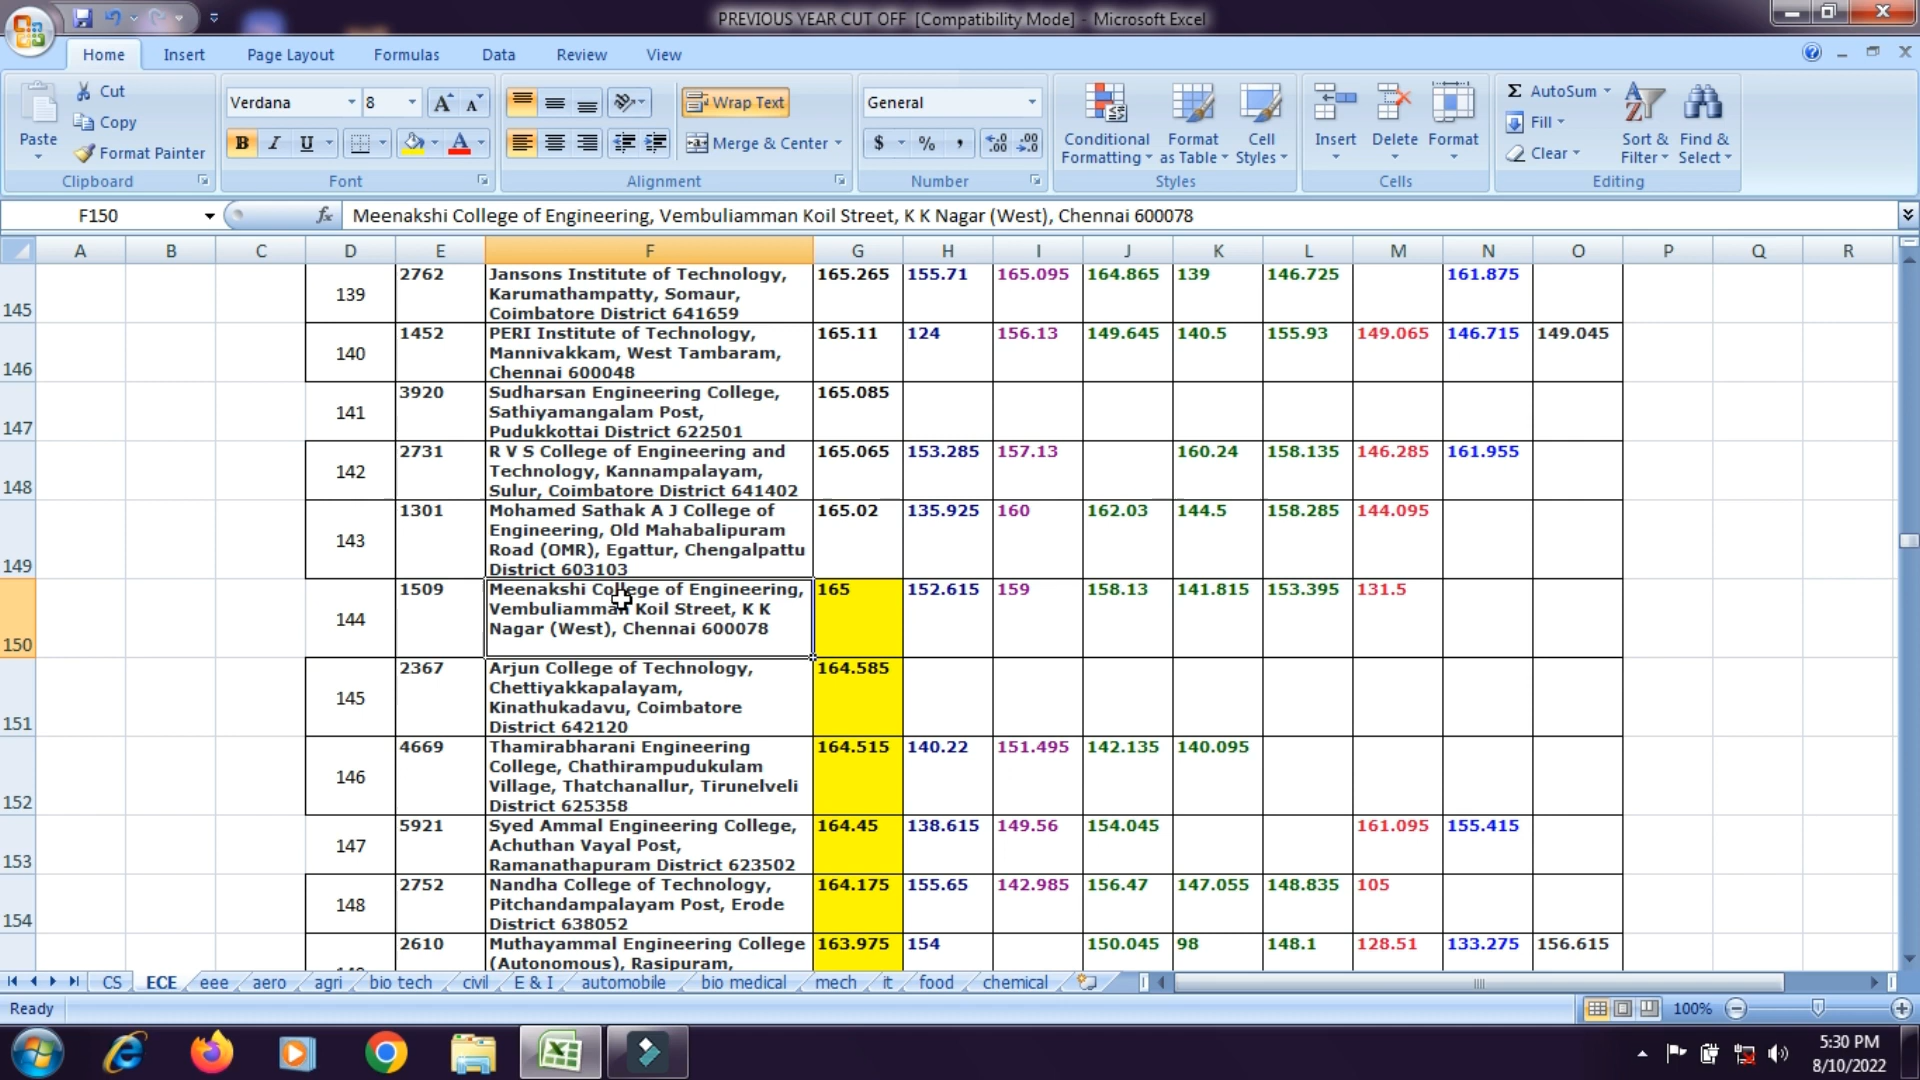 PREVIOUS YEAR CUT OFF [Compatibility Mode] - Microsoft Excel
Home Insert Page Layout Formulas Data Review View
Paste Cut Copy Format Painter Clipboard
Verdana 8 A A B I U A Font
Wrap Text Merge & Center Alignment
General $ % , .0 .00 .00 .0 Number
Conditional Formatting Format as Table Cell Styles Styles
Insert Delete Format Cells
Σ AutoSum Fill Clear Sort & Filter Find & Select Editing
F150 fx Meenakshi College of Engineering, Vembuliamman Koil Street, K K Nagar (West), Chennai 600078
A B C D E F G H I J K L M N O P Q R
145 139 2762 Jansons Institute of Technology, 165.265 155.71 165.095 164.865 139 146.725 161.875
Karumathampatty, Somaur,
Coimbatore District 641659
146 140 1452 PERI Institute of Technology, 165.11 124 156.13 149.645 140.5 155.93 149.065 146.715 149.045
Mannivakkam, West Tambaram,
Chennai 600048
147 141 3920 Sudharsan Engineering College, 165.085
Sathiyamangalam Post,
Pudukkottai District 622501
148 142 2731 R V S College of Engineering and 165.065 153.285 157.13 160.24 158.135 146.285 161.955
Technology, Kannampalayam,
Sulur, Coimbatore District 641402
149 143 1301 Mohamed Sathak A J College of 165.02 135.925 160 162.03 144.5 158.285 144.095
Engineering, Old Mahabalipuram
Road (OMR), Egattur, Chengalpattu
District 603103
150 144 1509 Meenakshi College of Engineering, 165 152.615 159 158.13 141.815 153.395 131.5
Vembuliamman Koil Street, K K
Nagar (West), Chennai 600078
151 145 2367 Arjun College of Technology, 164.585
Chettiyakkapalayam,
Kinathukadavu, Coimbatore
District 642120
152 146 4669 Thamirabharani Engineering 164.515 140.22 151.495 142.135 140.095
College, Chathirampudukulam
Village, Thatchanallur, Tirunelveli
District 625358
153 147 5921 Syed Ammal Engineering College, 164.45 138.615 149.56 154.045 161.095 155.415
Achuthan Vayal Post,
Ramanathapuram District 623502
154 148 2752 Nandha College of Technology, 164.175 155.65 142.985 156.47 147.055 148.835 105
Pitchandampalayam Post, Erode
District 638052
2610 Muthayammal Engineering College 163.975 154 150.045 98 148.1 128.51 133.275 156.615
(Autonomous), Rasipuram,
CS ECE eee aero agri bio tech civil E & I automobile bio medical mech it food chemical
Ready 100%
5:30 PM
8/10/2022